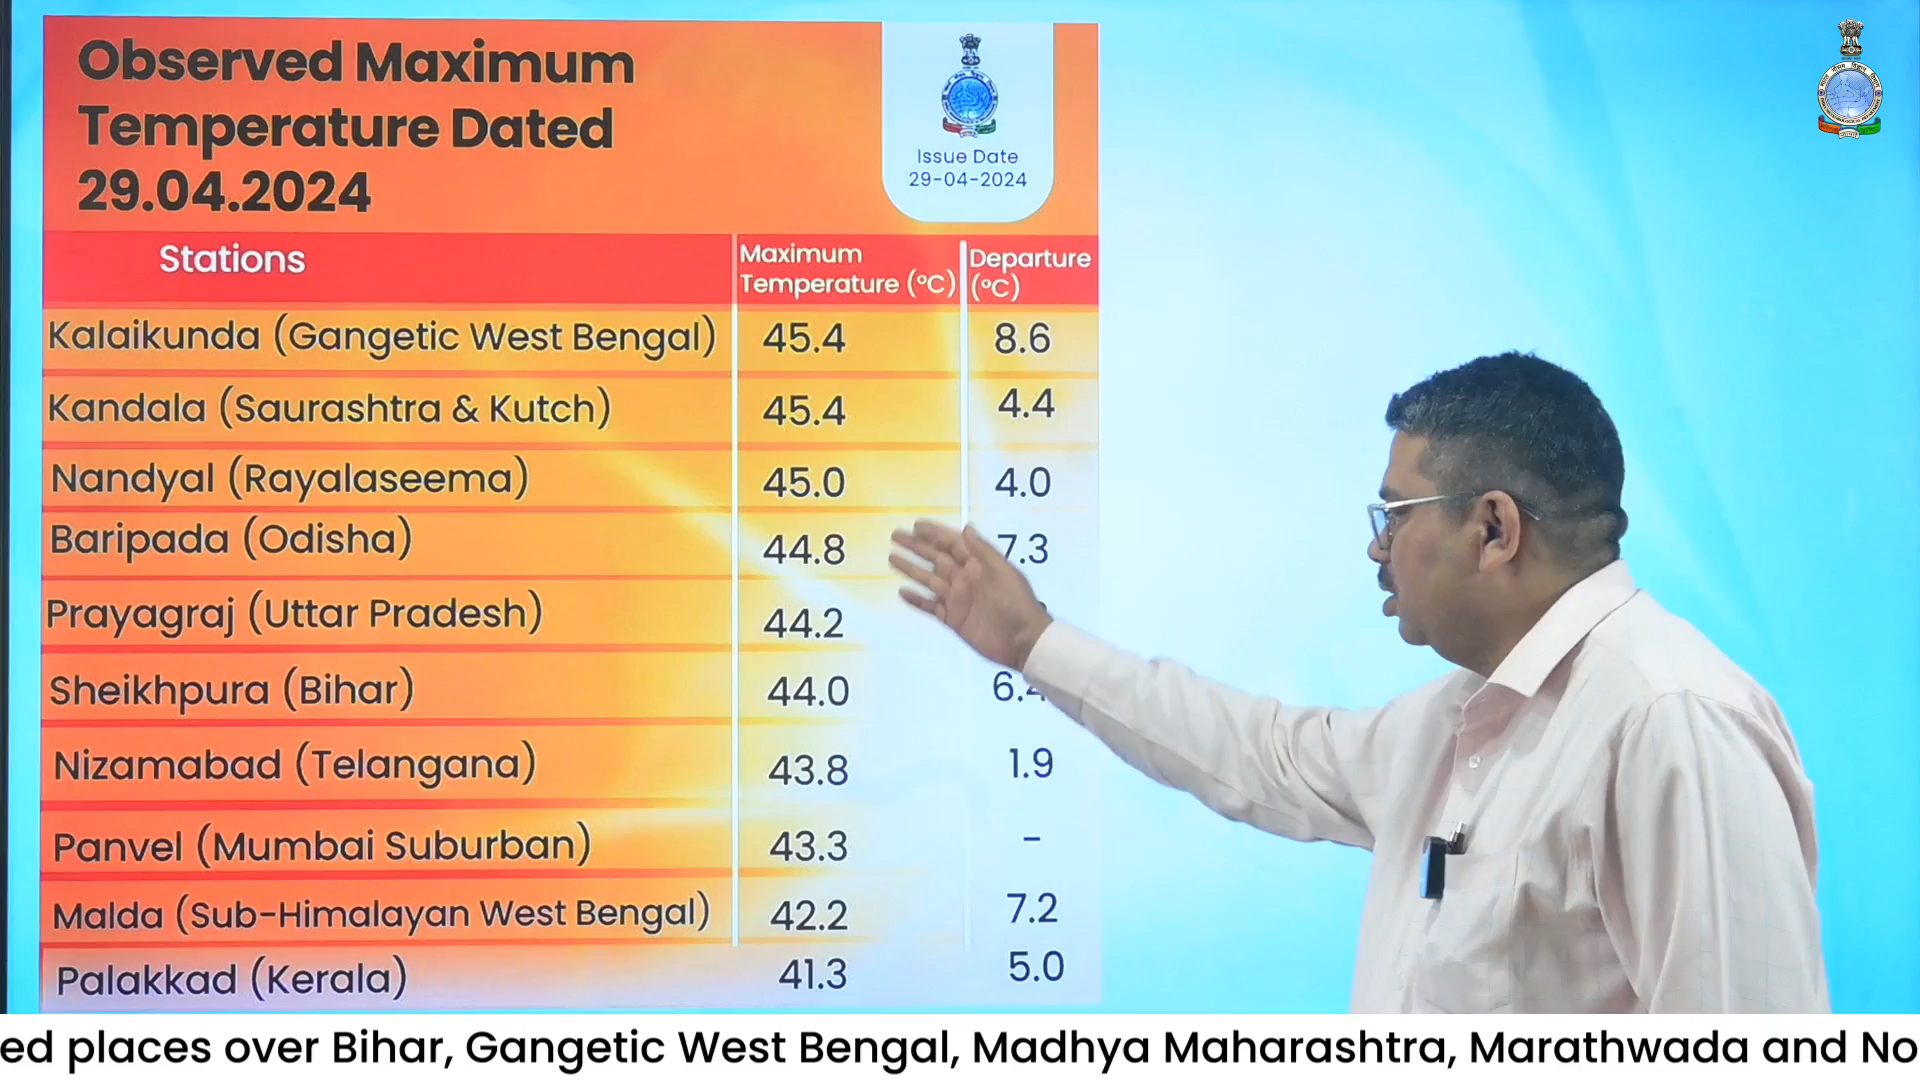 Observed Maximum
Temperature Dated
29.04.2024
Issue Date
29-04-2024
Stations
Maximum
Temperature (°C)
Departure
(°C)
Kalaikunda (Gangetic West Bengal) 45.4 8.6
Kandala (Saurashtra & Kutch) 45.4 4.4
Nandyal (Rayalaseema) 45.0 4.0
Baripada (Odisha) 44.8 7.3
Prayagraj (Uttar Pradesh) 44.2
Sheikhpura (Bihar) 44.0
Nizamabad (Telangana) 43.8 1.9
Panvel (Mumbai Suburban) 43.3 -
Malda (Sub-Himalayan West Bengal) 42.2 7.2
Palakkad (Kerala) 41.3 5.0
ed places over Bihar, Gangetic West Bengal, Madhya Maharashtra, Marathwada and No